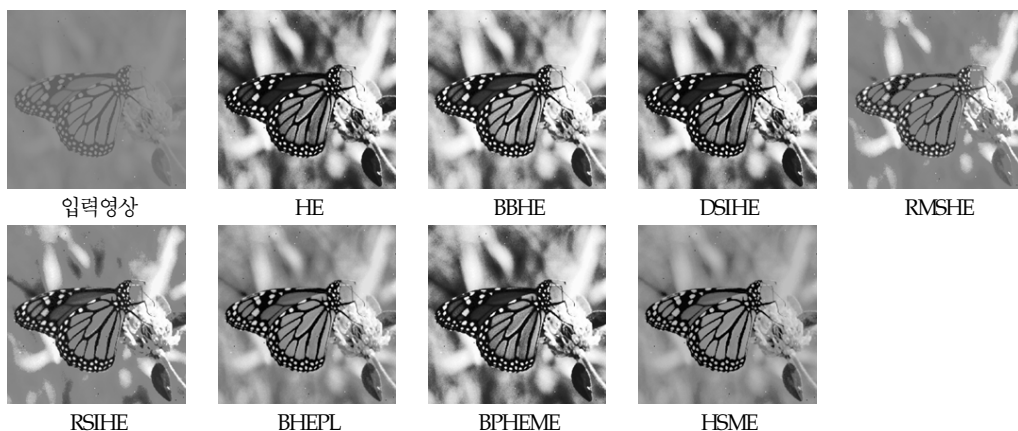 입력영상
HE
BBHE
DSIHE
RMSHE
RSIHE
BHEPL
BPHEME
HSME